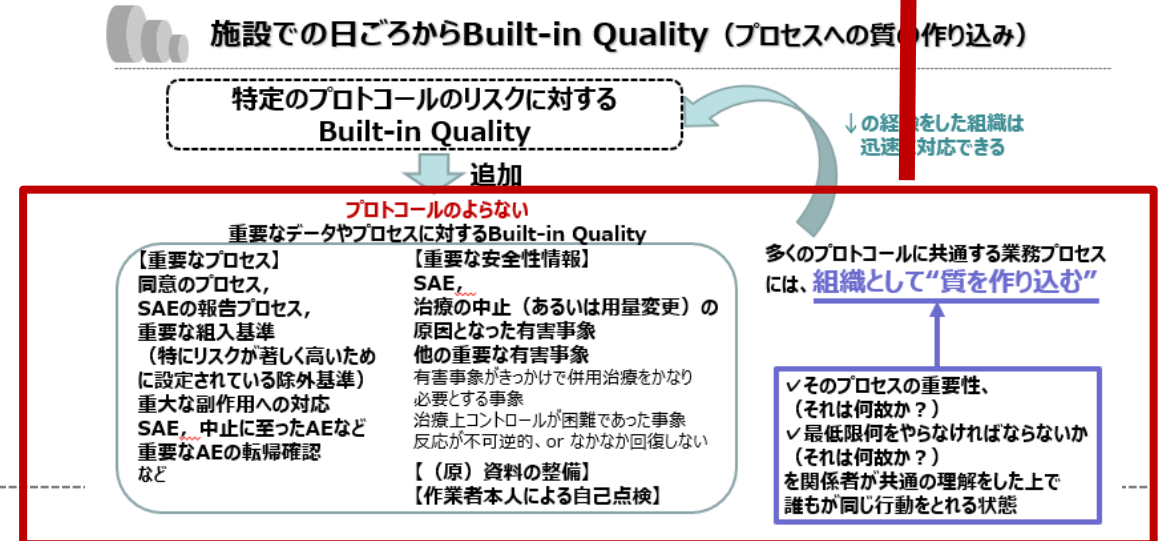 施設での日ごろからBuilt-in Quality（プロセスへの質の作り込み）
特定のプロトコールのリスクに対する
Built-in Quality
↓の経験をした組織は
迅速に対応できる
追加
プロトコールのよらない
重要なデータやプロセスに対するBuilt-in Quality
【重要なプロセス】
同意のプロセス,
SAEの報告プロセス,
重要な組入基準
（特にリスクが著しく高いため
に設定されている除外基準）
重大な副作用への対応
SAE, 中止に至ったAEなど
重要なAEの転帰確認
など
【重要な安全性情報】
SAE,
治療の中止（あるいは用量変更）の
原因となった有害事象
他の重要な有害事象
有害事象がきっかけで併用治療をかなり
必要とする事象
治療上コントロールが困難であった事象
反応が不可逆的、or なかなか回復しない
【（原）資料の整備】
【作業者本人による自己点検】
多くのプロトコールに共通する業務プロセス
には、組織として“質を作り込む”
✓そのプロセスの重要性、
（それは何故か？）
✓最低限何をやらなければならないか
（それは何故か？）
を関係者が共通の理解をした上で
誰もが同じ行動をとれる状態